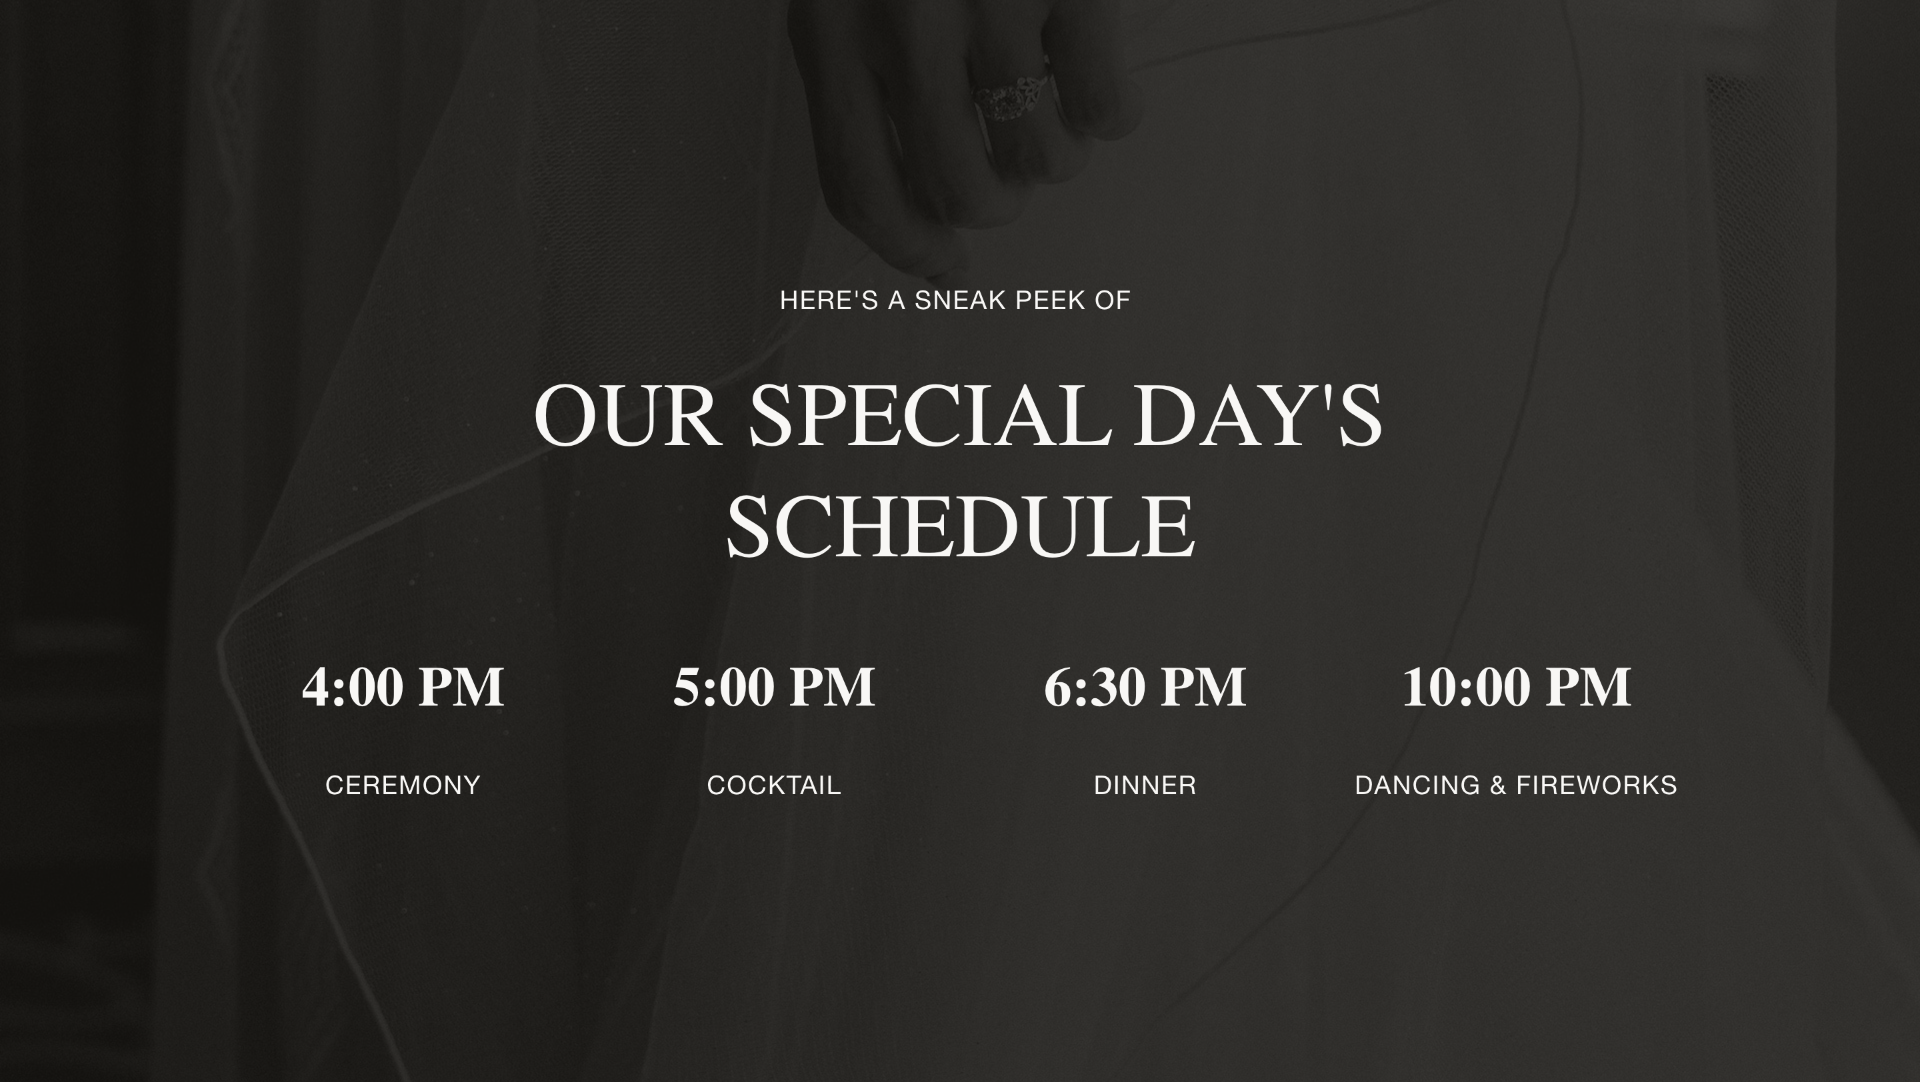 HERE'S A SNEAK PEEK OF
OUR SPECIAL DAY'S
SCHEDULE
4:00 PM 5:00 PM 6:30 PM 10:00 PM
CEREMONY COCKTAIL DINNER DANCING & FIREWORKS